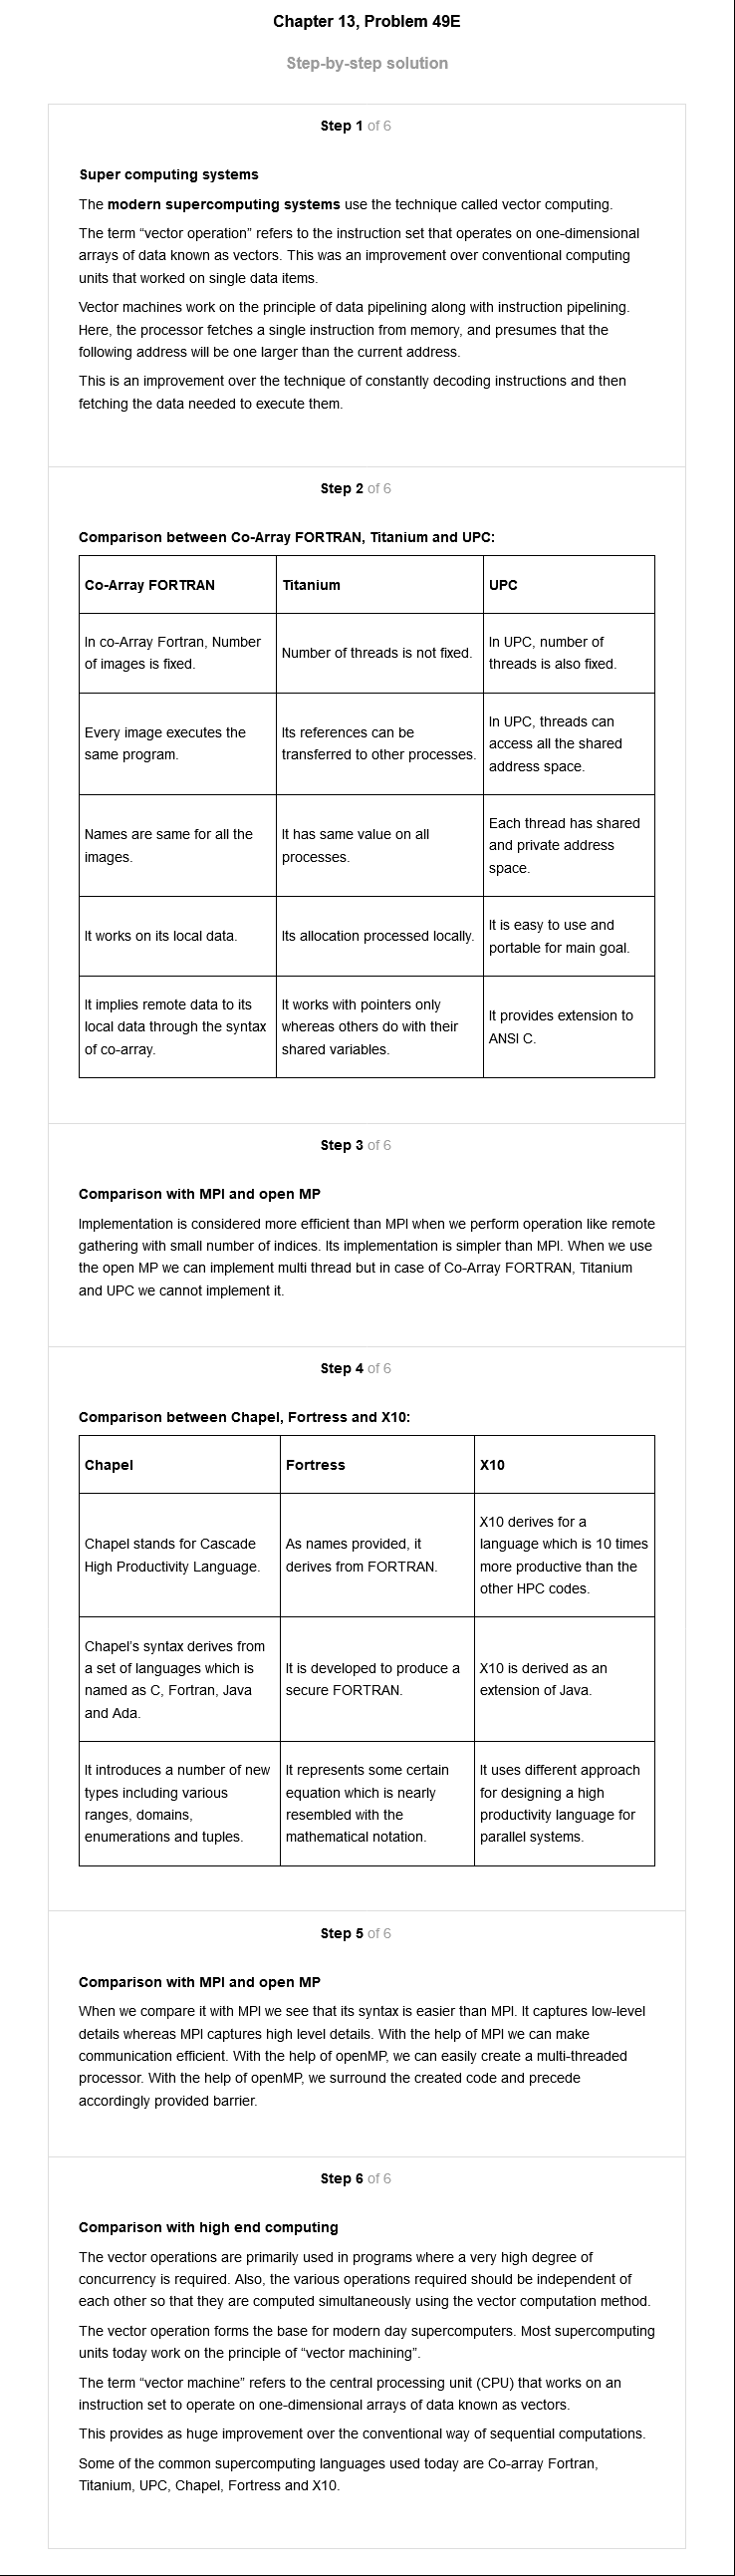 Chapter 13, Problem 49E
Step-by-step solution
Step 1 of 6
Super computing systems
The modern supercomputing systems use the technique called vector computing.
The term “vector operation” refers to the instruction set that operates on one-dimensional
arrays of data known as vectors. This was an improvement over conventional computing
units that worked on single data items.
Vector machines work on the principle of data pipelining along with instruction pipelining.
Here, the processor fetches a single instruction from memory, and presumes that the
following address will be one larger than the current address.
This is an improvement over the technique of constantly decoding instructions and then
fetching the data needed to execute them.
Step 2 of 6
Comparison between Co-Array FORTRAN, Titanium and UPC:
Co-Array FORTRAN
Titanium
UPC
In co-Array Fortran, Number
of images is fixed.
Number of threads is not fixed.
In UPC, number of
threads is also fixed.
Every image executes the
same program.
Its references can be
transferred to other processes.
In UPC, threads can
access all the shared
address space.
Names are same for all the
images.
It has same value on all
processes.
Each thread has shared
and private address
space.
It works on its local data.
Its allocation processed locally.
It is easy to use and
portable for main goal.
It implies remote data to its
local data through the syntax
of co-array.
It works with pointers only
whereas others do with their
shared variables.
It provides extension to
ANSI C.
Step 3 of 6
Comparison with MPI and open MP
Implementation is considered more efficient than MPI when we perform operation like remote
gathering with small number of indices. Its implementation is simpler than MPI. When we use
the open MP we can implement multi thread but in case of Co-Array FORTRAN, Titanium
and UPC we cannot implement it.
Step 4 of 6
Comparison between Chapel, Fortress and X10:
Chapel
Fortress
X10
Chapel stands for Cascade
High Productivity Language.
As names provided, it
derives from FORTRAN.
X10 derives for a
language which is 10 times
more productive than the
other HPC codes.
Chapel’s syntax derives from
a set of languages which is
named as C, Fortran, Java
and Ada.
It is developed to produce a
secure FORTRAN.
X10 is derived as an
extension of Java.
It introduces a number of new
types including various
ranges, domains,
enumerations and tuples.
It represents some certain
equation which is nearly
resembled with the
mathematical notation.
It uses different approach
for designing a high
productivity language for
parallel systems.
Step 5 of 6
Comparison with MPI and open MP
When we compare it with MPI we see that its syntax is easier than MPI. It captures low-level
details whereas MPI captures high level details. With the help of MPI we can make
communication efficient. With the help of openMP, we can easily create a multi-threaded
processor. With the help of openMP, we surround the created code and precede
accordingly provided barrier.
Step 6 of 6
Comparison with high end computing
The vector operations are primarily used in programs where a very high degree of
concurrency is required. Also, the various operations required should be independent of
each other so that they are computed simultaneously using the vector computation method.
The vector operation forms the base for modern day supercomputers. Most supercomputing
units today work on the principle of “vector machining”.
The term “vector machine” refers to the central processing unit (CPU) that works on an
instruction set to operate on one-dimensional arrays of data known as vectors.
This provides as huge improvement over the conventional way of sequential computations.
Some of the common supercomputing languages used today are Co-array Fortran,
Titanium, UPC, Chapel, Fortress and X10.